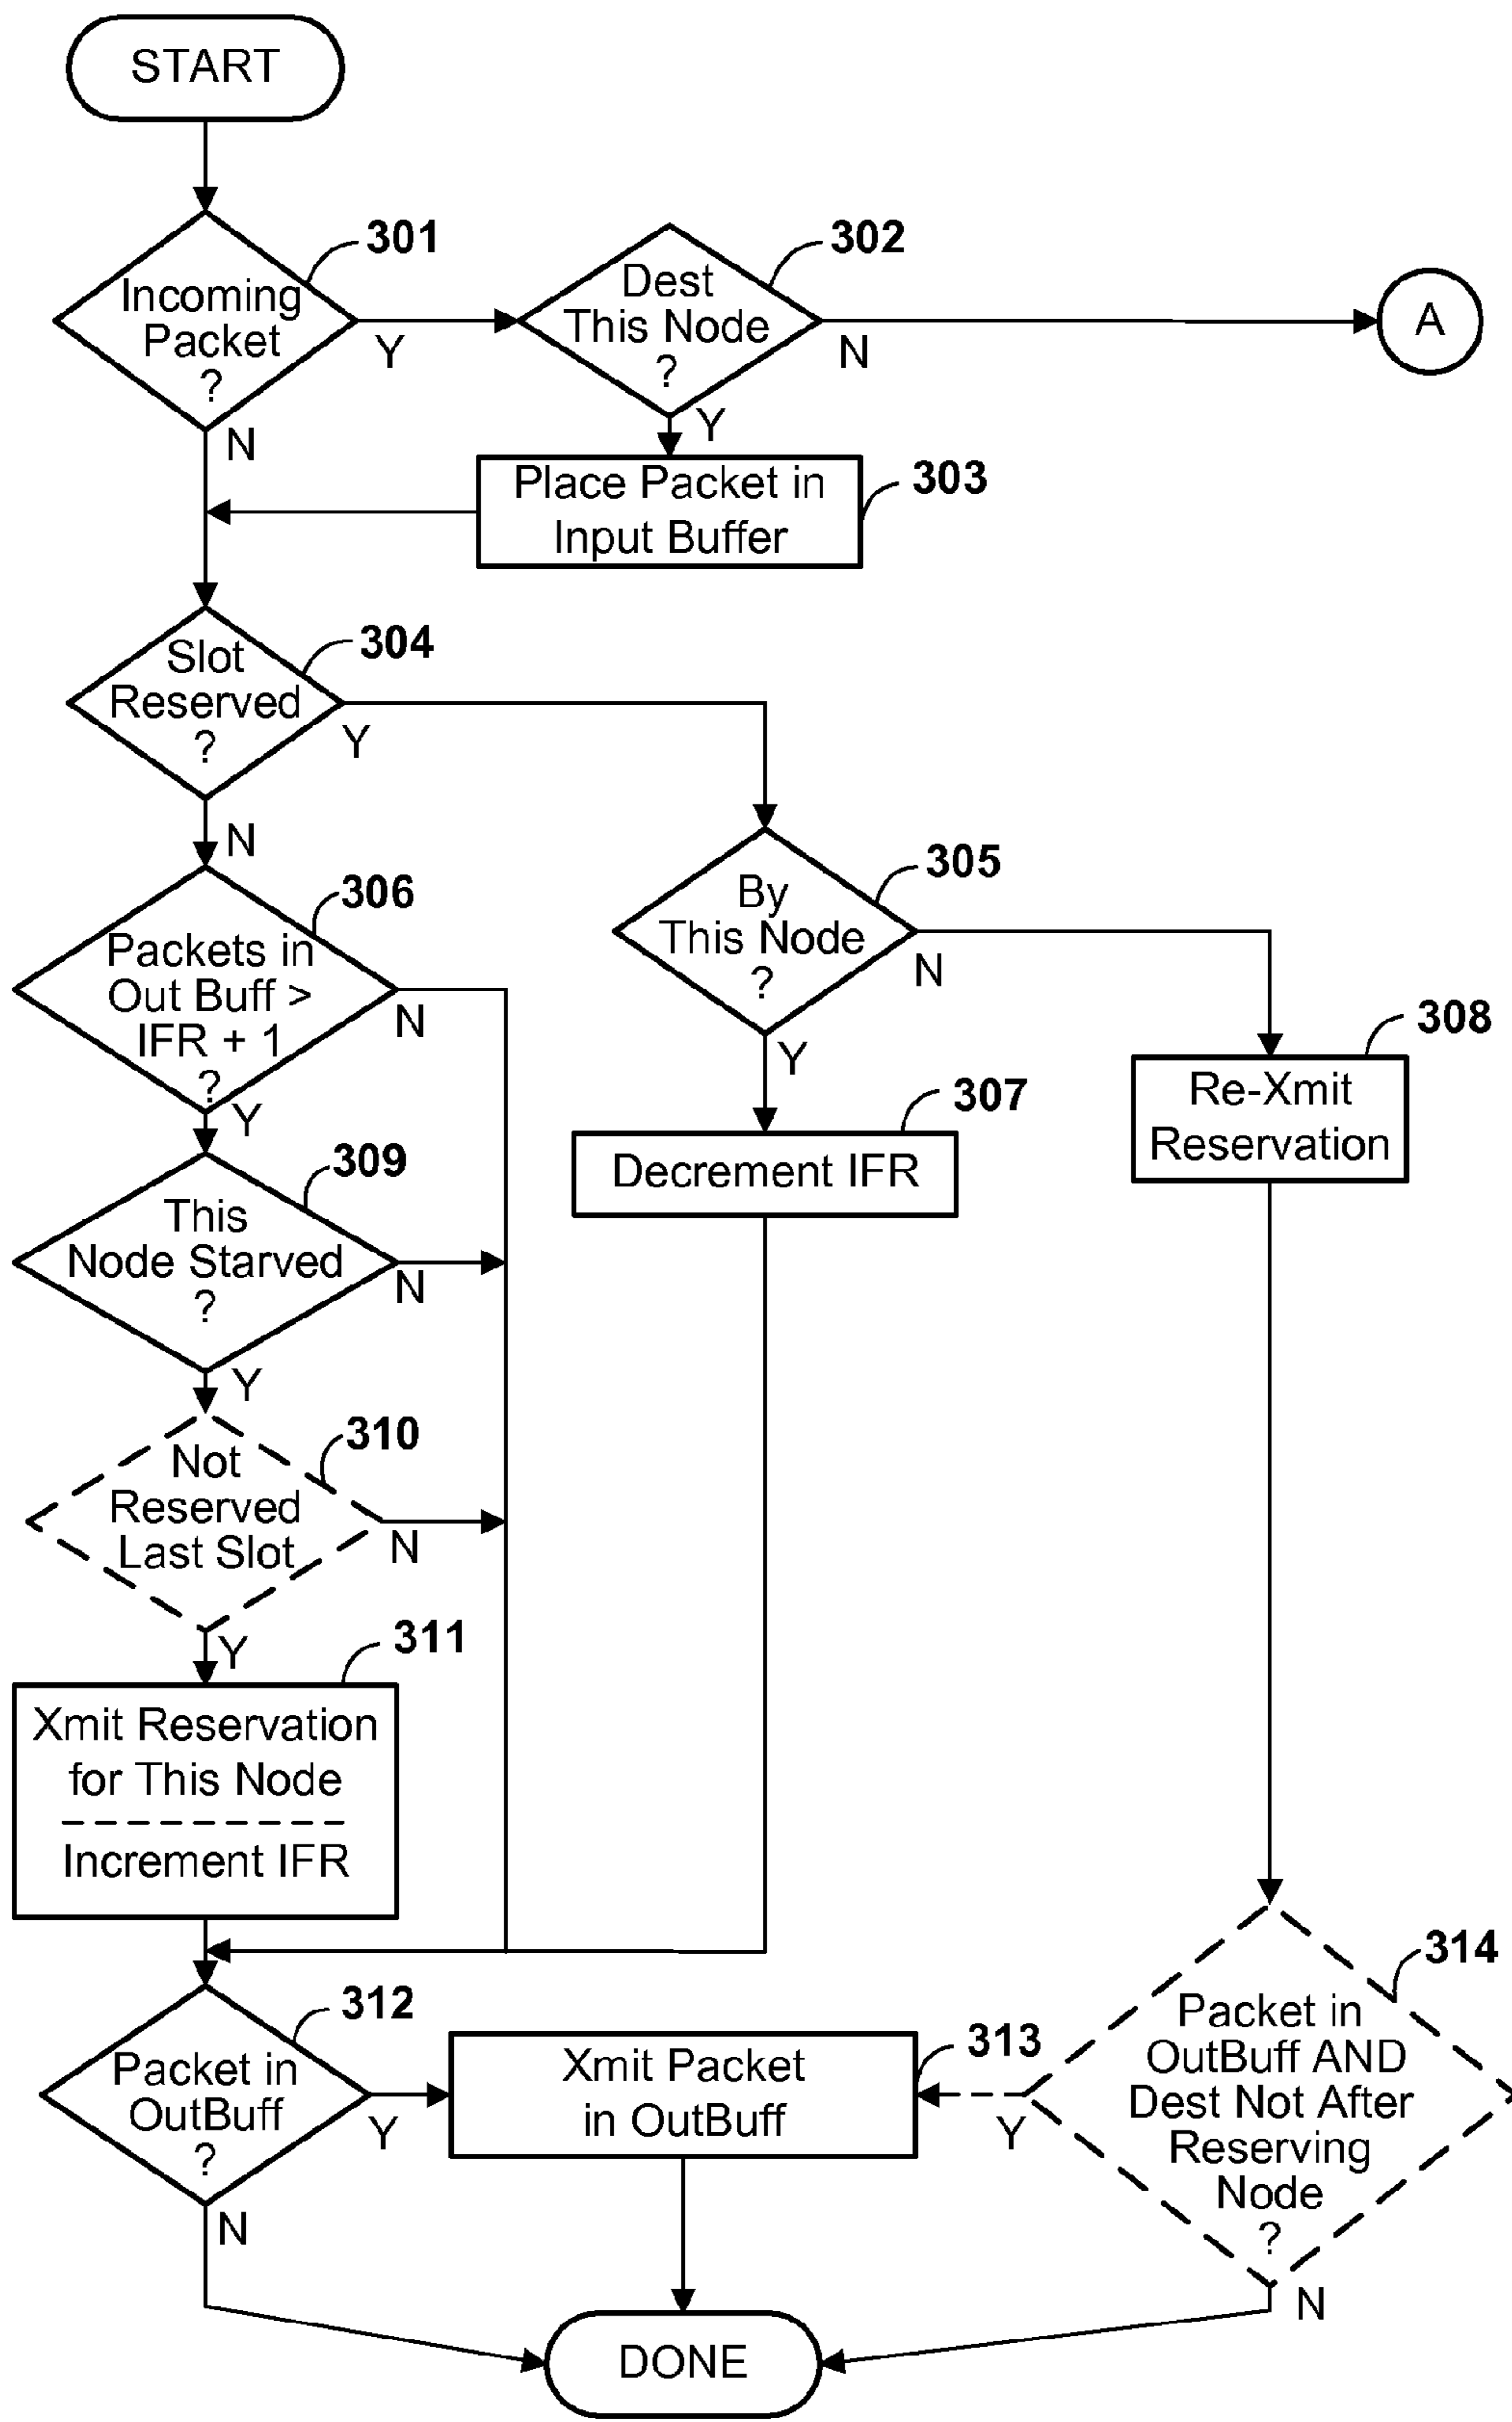 START
301
Incoming
Packet
?
Y
N
302
Dest
This Node
?
N
Y
A
Place Packet in
Input Buffer
303
304
Slot
Reserved
?
Y
N
305
By
This Node
?
N
Y
306
Packets in
Out Buff >
IFR + 1
?
N
Y
307
Decrement IFR
308
Re-Xmit
Reservation
309
This
Node Starved
?
N
Y
310
Not
Reserved
Last Slot
N
Y
311
Xmit Reservation
for This Node
Increment IFR
312
Packet in
OutBuff
?
Y
N
313
Xmit Packet
in OutBuff
314
Packet in
OutBuff AND
Dest Not After
Reserving
Node
?
Y
N
DONE